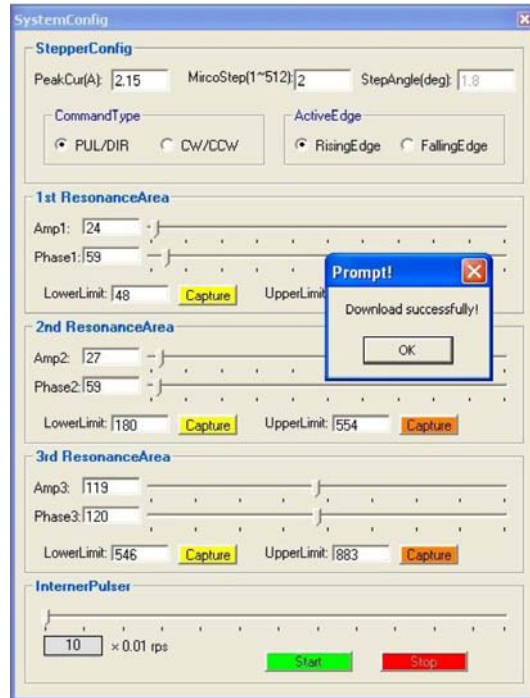 SystemConfig
StepperConfig
PeakCur(A): 2.15 MircoStep(1~512): 2 StepAngle(deg): 1.8
CommandType ActiveEdge
PUL/DIR CW/CCW RisingEdge FallingEdge
1st ResonanceArea
Amp1: 24
Phase1: 59
LowerLimit: 48 Capture UpperLimit
Prompt!
Download successfully!
OK
2nd ResonanceArea
Amp2: 27
Phase2: 59
LowerLimit: 180 Capture UpperLimit: 554 Capture
3rd ResonanceArea
Amp3: 119
Phase3: 120
LowerLimit: 546 Capture UpperLimit: 883 Capture
InternerPulser
10 × 0.01 rps
Start Stop